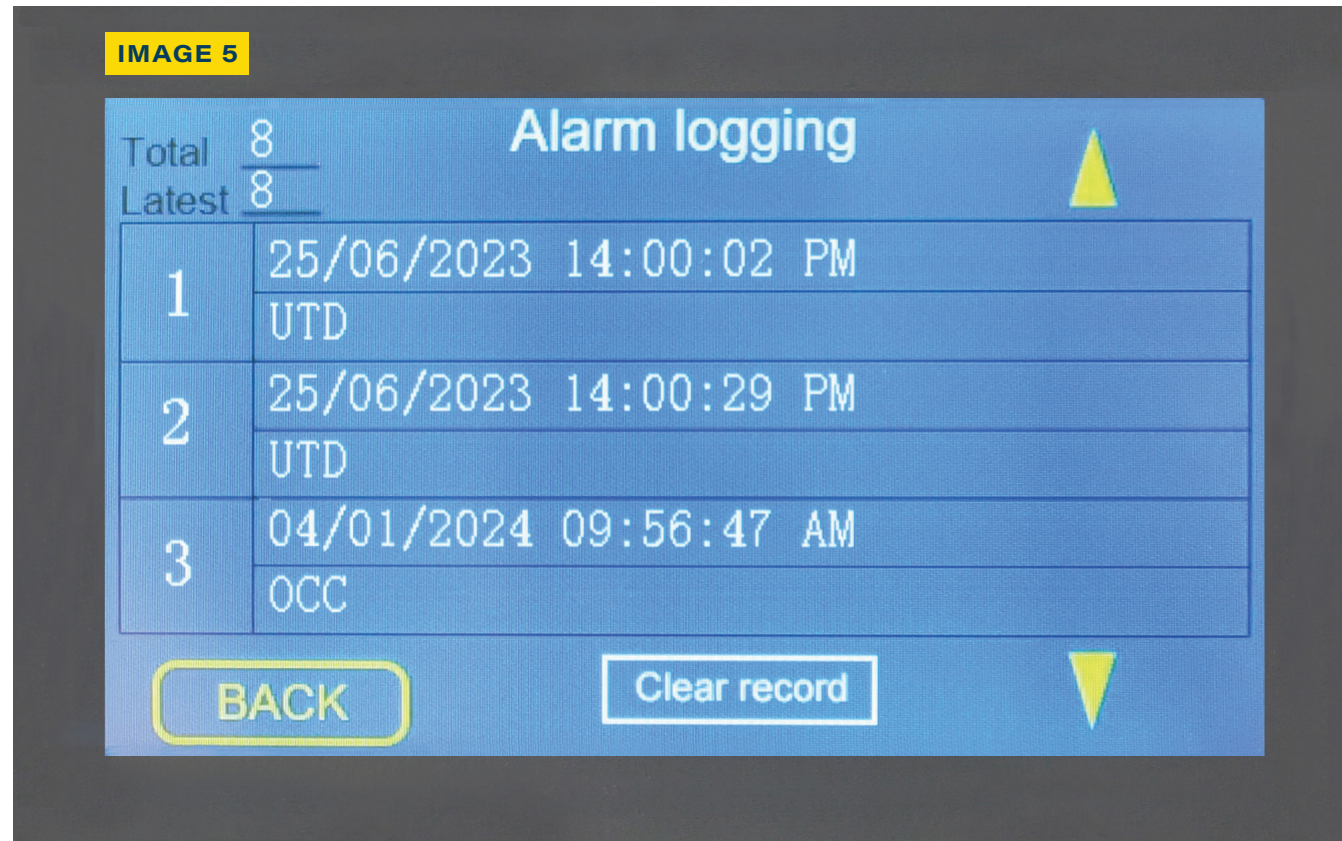 IMAGE 5
Alarm logging
Total 8
Latest 8
1
25/06/2023 14:00:02 PM
UTD
2
25/06/2023 14:00:29 PM
UTD
3
04/01/2024 09:56:47 AM
OCC
BACK
Clear record